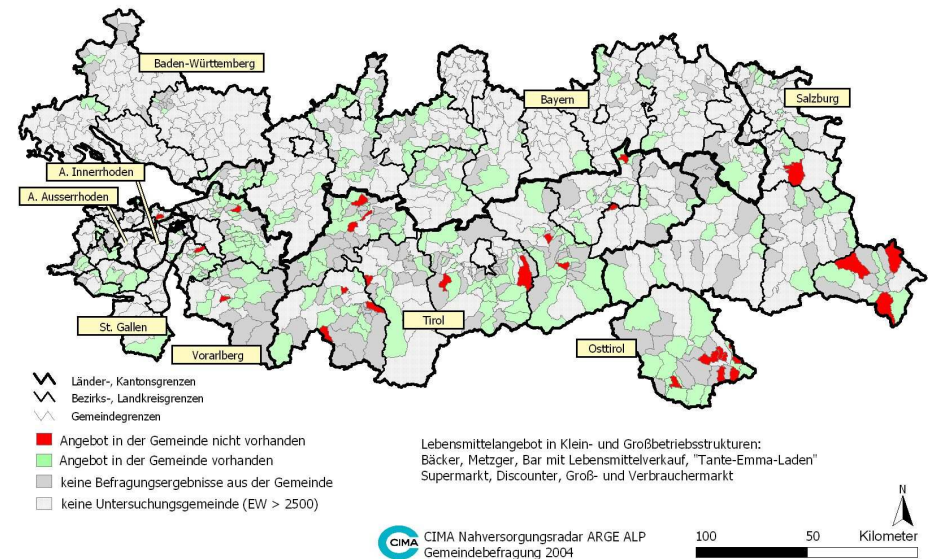 Baden-Württemberg
Bayern
Salzburg
A. Innerrhoden
A. Ausserrhoden
St. Gallen
Vorarlberg
Tirol
Osttirol
Länder-, Kantonsgrenzen
Bezirks-, Landkreisgrenzen
Gemeindegrenzen
Angebot in der Gemeinde nicht vorhanden
Angebot in der Gemeinde vorhanden
keine Befragungsergebnisse aus der Gemeinde
keine Untersuchungsgemeinde (EW > 2500)
Lebensmittelangebot in Klein- und Großbetriebsstrukturen:
Bäcker, Metzger, Bar mit Lebensmittelverkauf, "Tante-Emma-Laden"
Supermarkt, Discounter, Groß- und Verbrauchermarkt
CIMA
CIMA Nahversorgungsradar ARGE ALP
Gemeindebefragung 2004
N
100 50 Kilometer